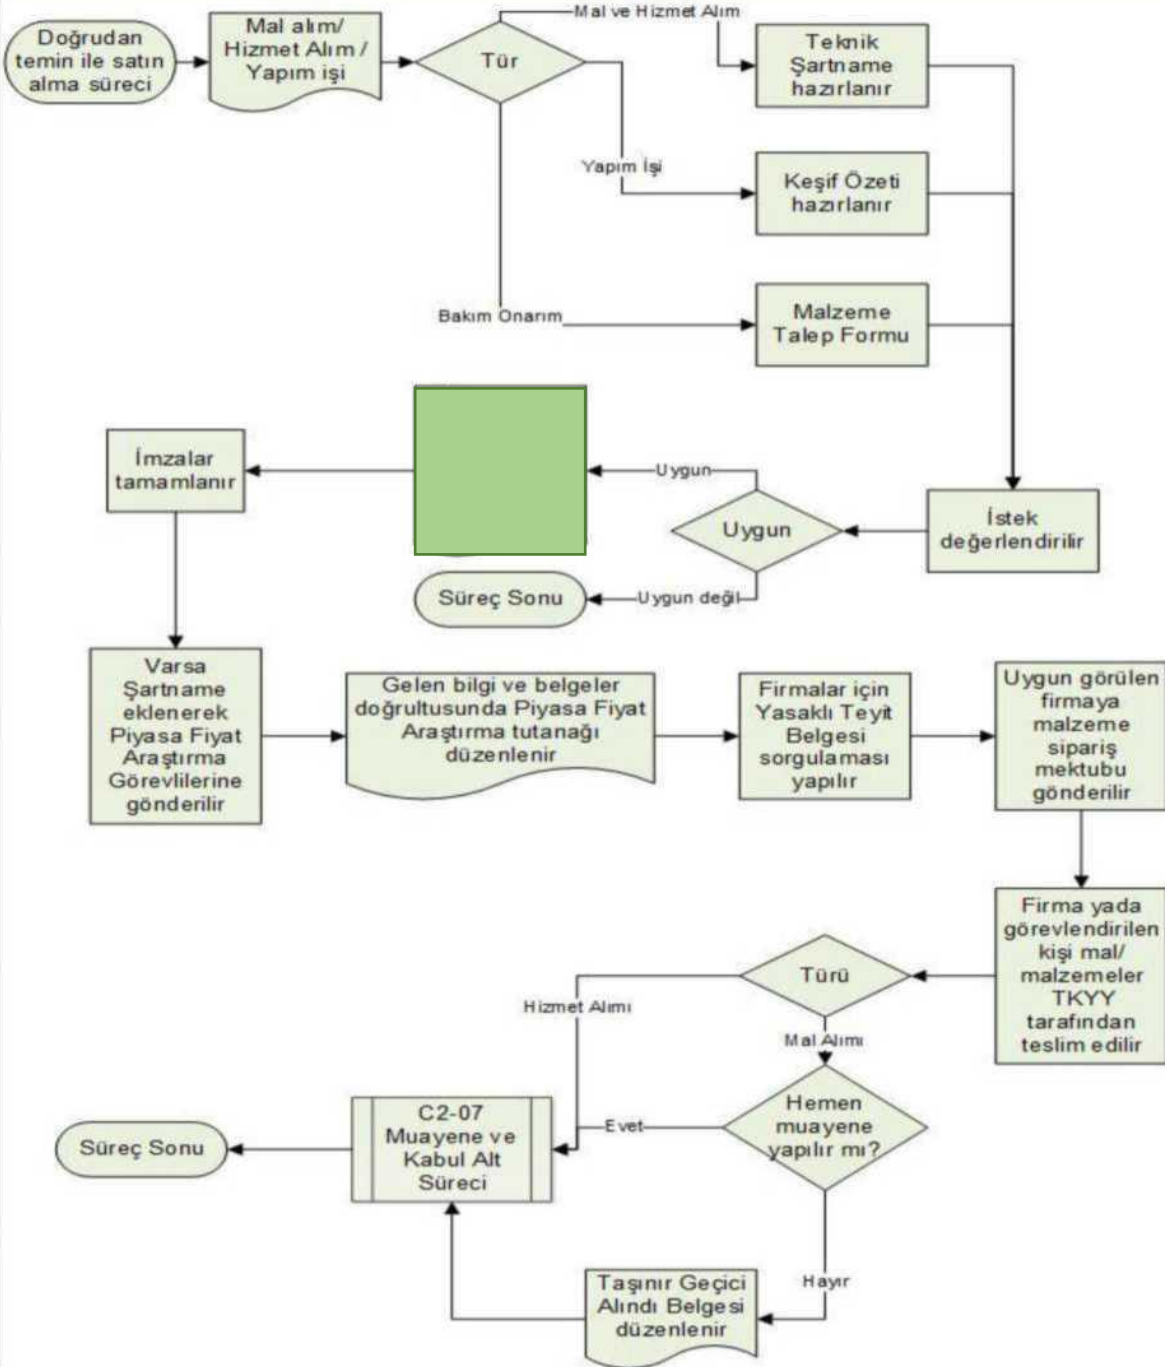 Doğrudan
temin ile satın
alma süreci
Mal alım/
Hizmet Alım /
Yapım işi
Tür
Mal ve Hizmet Alım
Teknik
Şartname
hazırlanır
Yapım İşi
Keşif Özeti
hazırlanır
Bakım Onarım
Malzeme
Talep Formu
İstek
değerlendirilir
Uygun
Uygun
Uygun değil
Süreç Sonu
İmzalar
tamamlanır
Varsa
Şartname
eklenerek
Piyasa Fiyat
Araştırma
Görevlilerine
gönderilir
Gelen bilgi ve belgeler
doğrultusunda Piyasa Fiyat
Araştırma tutanağı
düzenlenir
Firmalar için
Yasaklı Teyit
Belgesi
sorgulaması
yapılır
Uygun görülen
firmaya
malzeme
sipariş
mektubu
gönderilir
Firma yada
görevlendirilen
kişi mal/
malzemeler
TKYY
tarafından
teslim edilir
Türü
Hizmet Alımı
Mal Alımı
Hemen
muayene
yapılır mı?
Evet
C2-07
Muayene ve
Kabul Alt
Süreci
Süreç Sonu
Hayır
Taşınır Geçici
Alındı Belgesi
düzenlenir